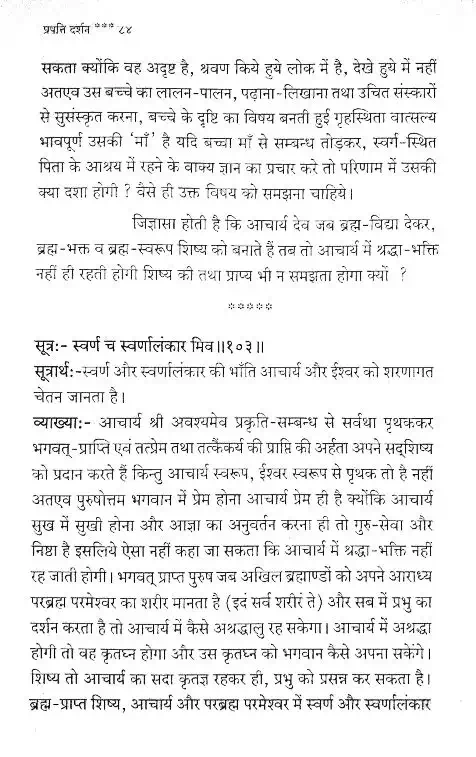 प्रपत्ति दर्शन *** ८४
सकता क्योंकि वह अदृष्ट है, श्रवण किये हुये लोक में है, देखे हुये में नहीं
अतएव उस बच्चे का लालन-पालन, पढ़ाना-लिखाना तथा उचित संस्कारों
से सुसंस्कृत करना, बच्चे के दृष्टि का विषय बनती हुई गृहस्थिता वात्सल्य
भावपूर्ण उसकी 'माँ' है यदि बच्चा माँ से सम्बन्ध तोड़कर, स्वर्ग-स्थित
पिता के आश्रय में रहने के वाक्य ज्ञान का प्रचार करे तो परिणाम में उसकी
क्या दशा होगी ? वैसे ही उक्त विषय को समझना चाहिये।
जिज्ञासा होती है कि आचार्य देव जब ब्रह्म-विद्या देकर,
ब्रह्म-भक्त व ब्रह्म-स्वरूप शिष्य को बनाते हैं तब तो आचार्य में श्रद्धा-भक्ति
नहीं ही रहती होगी शिष्य की तथा प्राप्य भी न समझता होगा क्यों ?
*****
सूत्र:- स्वर्ण च स्वर्णालंकार मिव॥१०३॥
सूत्रार्थ:-स्वर्ण और स्वर्णालंकार की भाँति आचार्य और ईश्वर को शरणागत
चेतन जानता है।
व्याख्या:- आचार्य श्री अवश्यमेव प्रकृति-सम्बन्ध से सर्वथा पृथककर
भगवत्-प्राप्ति एवं तत्प्रेम तथा तत्कैंकर्य की प्राप्ति की अर्हता अपने सद्शिष्य
को प्रदान करते हैं किन्तु आचार्य स्वरूप, ईश्वर स्वरूप से पृथक तो है नहीं
अतएव पुरुषोत्तम भगवान में प्रेम होना आचार्य प्रेम ही है क्योंकि आचार्य
सुख में सुखी होना और आज्ञा का अनुवर्तन करना ही तो गुरु-सेवा और
निष्ठा है इसलिये ऐसा नहीं कहा जा सकता कि आचार्य में श्रद्धा-भक्ति नहीं
रह जाती होगी। भगवत् प्राप्त पुरुष जब अखिल ब्रह्माण्डों को अपने आराध्य
परब्रह्म परमेश्वर का शरीर मानता है (इदं सर्व शरीरं ते) और सब में प्रभु का
दर्शन करता है तो आचार्य में कैसे अश्रद्धालु रह सकेगा। आचार्य में अश्रद्धा
होगी तो वह कृतघ्न होगा और उस कृतघ्न को भगवान कैसे अपना सकेंगे।
शिष्य तो आचार्य का सदा कृतज्ञ रहकर ही, प्रभु को प्रसन्न कर सकता है।
ब्रह्म-प्राप्त शिष्य, आचार्य और परब्रह्म परमेश्वर में स्वर्ण और स्वर्णालंकार